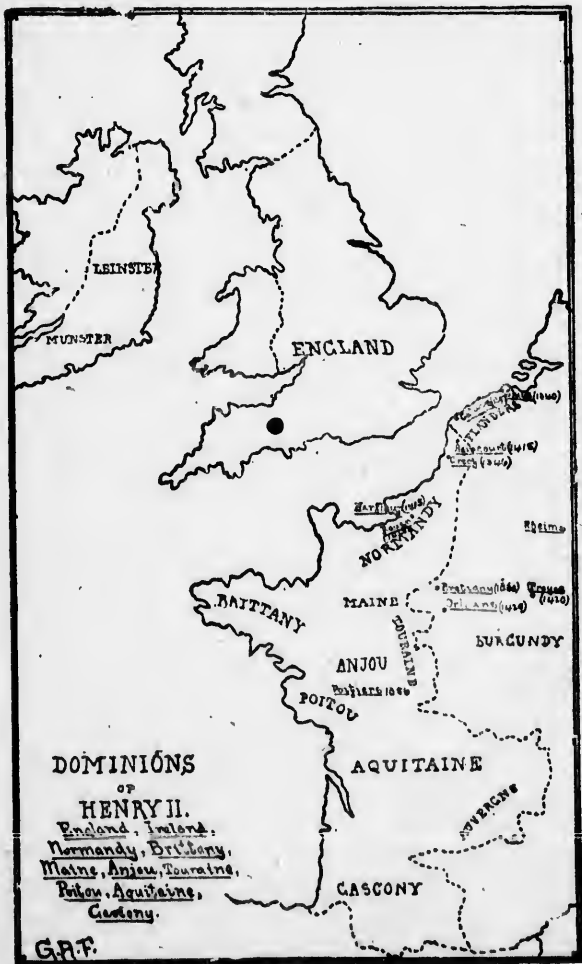 LEINSTER
MUNSTER
ENGLAND
FLANDERS
Crecy (1346)
Harfleur (1415)
NORMANDY
Rheims
BRITTANY
MAINE
Bretigny (1360)
Troyes
(1420)
Orleans (1429)
TOURAINE
BURGUNDY
ANJOU
Poitiers 1356
POITOU
AQUITAINE
AUVERGNE
GASCONY
DOMINIONS
OF
HENRY II.
England, Ireland,
Normandy, Brittany,
Maine, Anjou, Touraine,
Poitou, Aquitaine,
Gascony.
G.A.F.